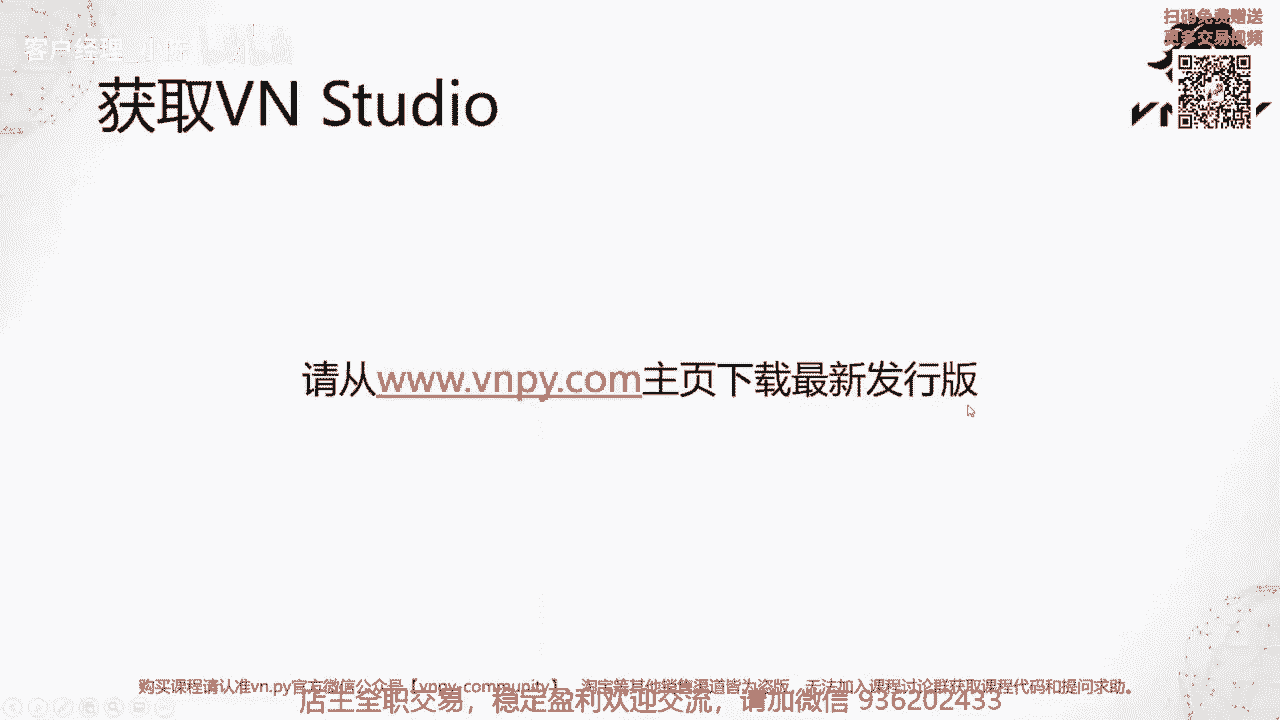 扫码免费赠送
更多交易视频
客户经理_小陈
获取VN Studio
请从www.vnpy.com主页下载最新发行版
购买课程请认准vn.py官方微信公众号【vnpy-community】，淘宝等其他销售渠道皆为盗版，无法加入课程讨论群获取课程代码和提问求助。
店主全职交易，稳定盈利欢迎交流，请加微信 936202433